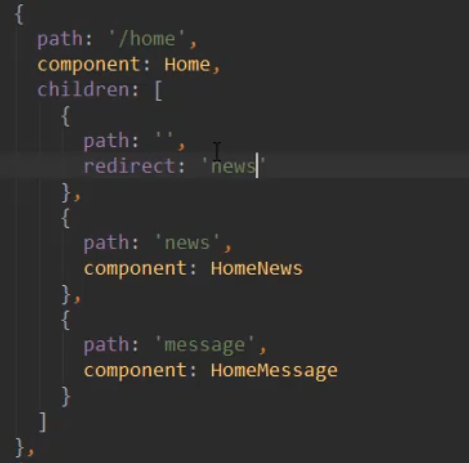 {
  path: '/home',
  component: Home,
  children: [
    {
      path: '',
      redirect: 'news'
    },
    {
      path: 'news',
      component: HomeNews
    },
    {
      path: 'message',
      component: HomeMessage
    }
  ]
},